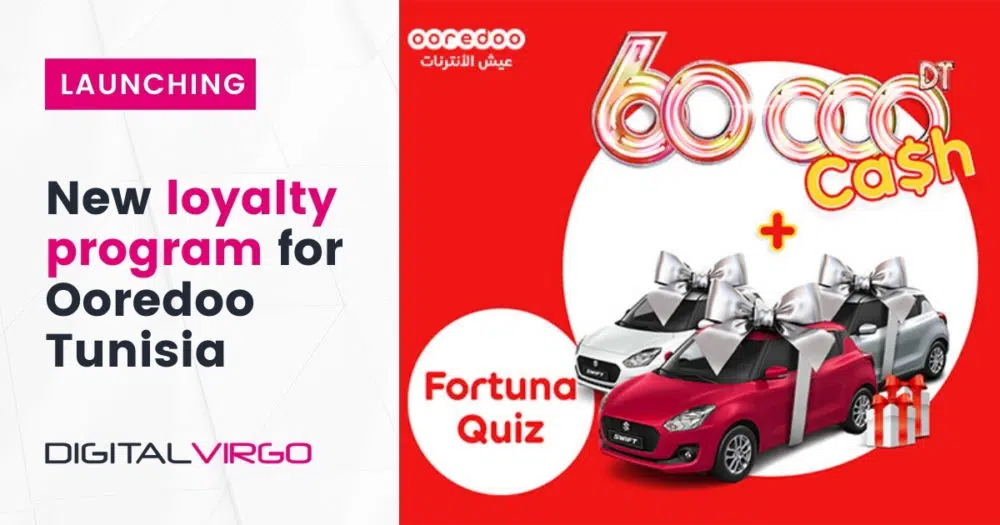 LAUNCHING
New loyalty
program for
Ooredoo
Tunisia
DIGITALVIRGO
ooredoo
عيش الأنترنات
60 000 DT
Ca$h
+
Fortuna
Quiz
SWIFT
SWIFT